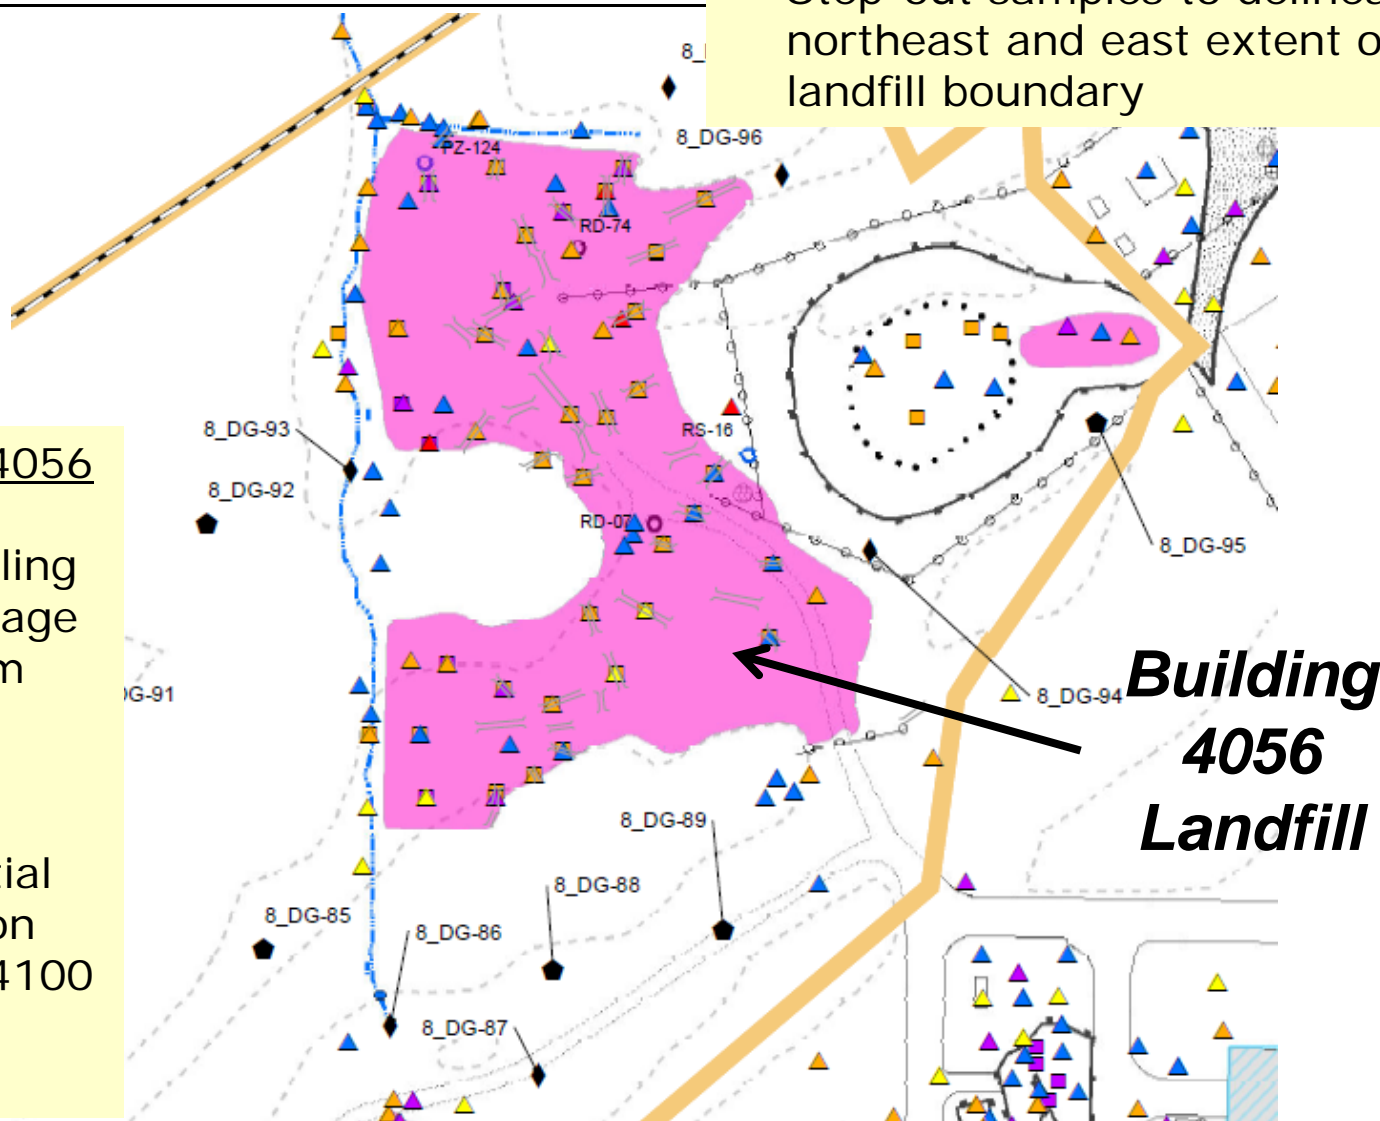 northeast and east extent o
landfill boundary
8_DG-96
PZ-124
RD-74
8_DG-93
RS-16
4056
8_DG-92
RD-07
8_DG-95
ling
age
m
Building
4056
Landfill
DG-91
8_DG-94
8_DG-89
tial
on
4100
8_DG-88
8_DG-85
8_DG-86
8_DG-87